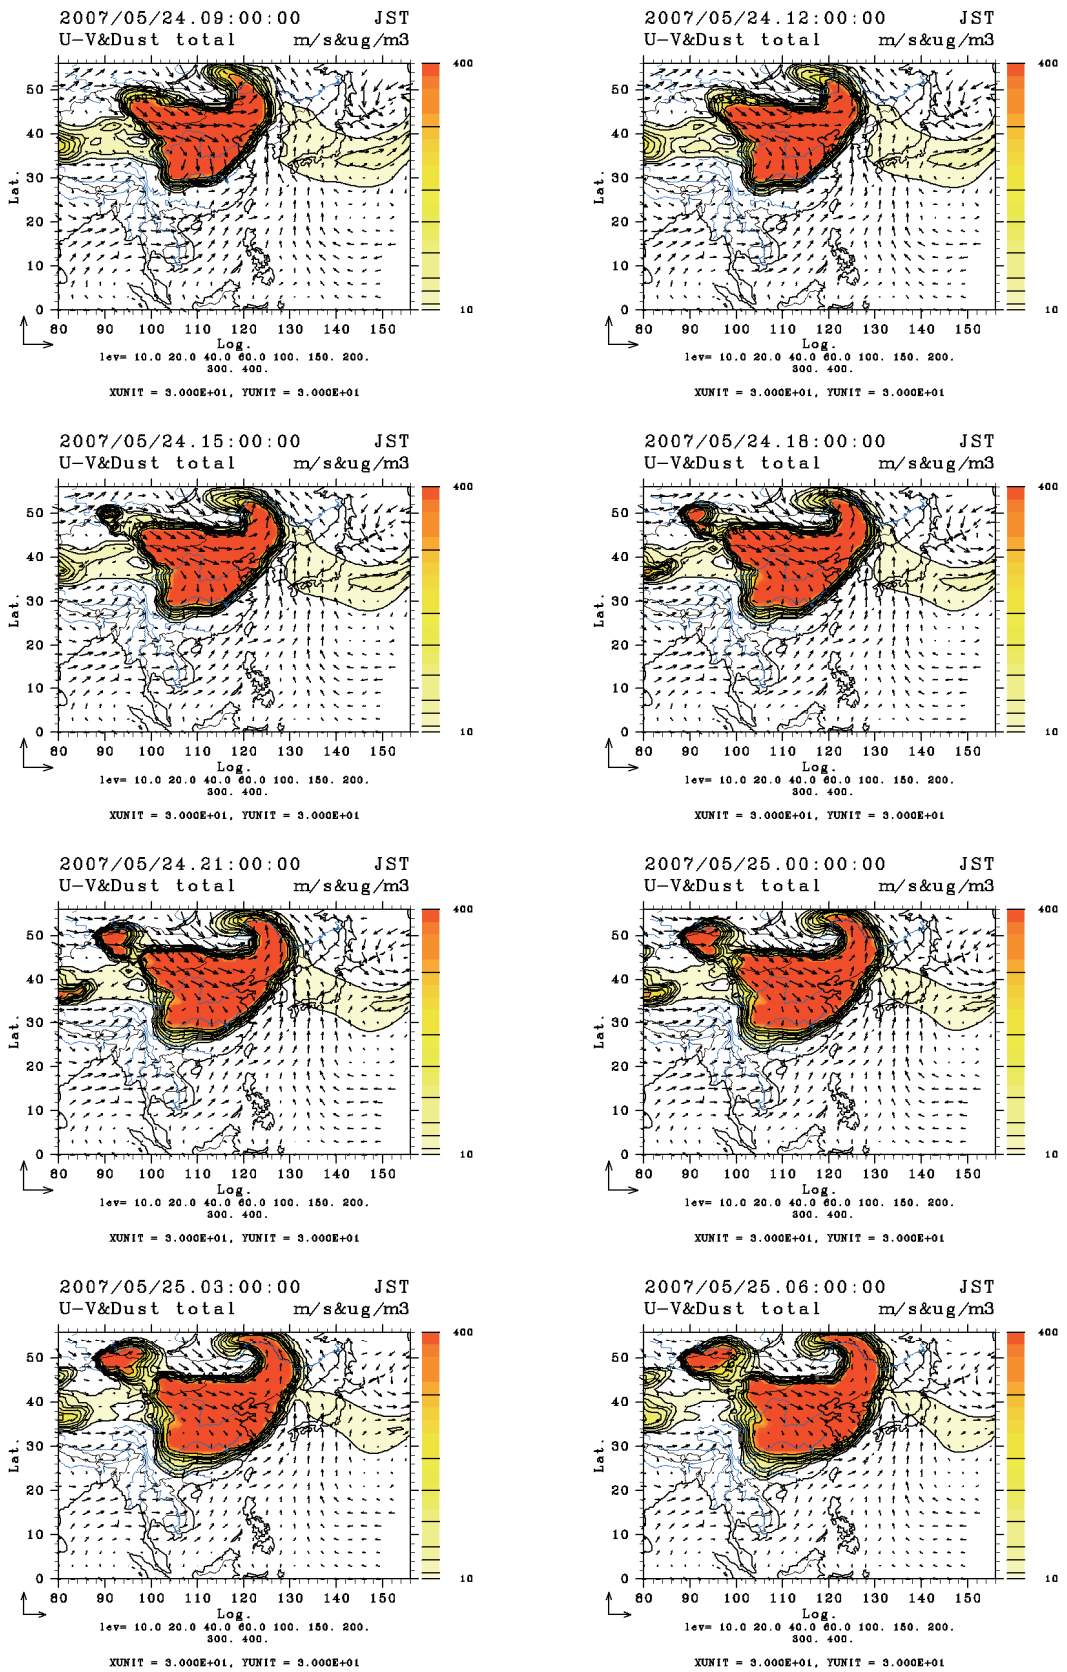 2007/05/24.09:00:00 JST
U-V&Dust total m/s&ug/m3
400
50
40
30
20
10
0
Lat.
10
80 90 100 110 120 130 140 150
Log.
lev= 10.0 20.0 40.0 60.0 100. 150. 200.
300. 400.
XUNIT = 3.000E+01, YUNIT = 3.000E+01
2007/05/24.12:00:00 JST
U-V&Dust total m/s&ug/m3
400
50
40
30
20
10
0
Lat.
10
80 90 100 110 120 130 140 150
Log.
lev= 10.0 20.0 40.0 60.0 100. 150. 200.
300. 400.
XUNIT = 3.000E+01, YUNIT = 3.000E+01
2007/05/24.15:00:00 JST
U-V&Dust total m/s&ug/m3
400
50
40
30
20
10
0
Lat.
10
80 90 100 110 120 130 140 150
Log.
lev= 10.0 20.0 40.0 60.0 100. 150. 200.
300. 400.
XUNIT = 3.000E+01, YUNIT = 3.000E+01
2007/05/24.18:00:00 JST
U-V&Dust total m/s&ug/m3
400
50
40
30
20
10
0
Lat.
10
80 90 100 110 120 130 140 150
Log.
lev= 10.0 20.0 40.0 60.0 100. 150. 200.
300. 400.
XUNIT = 3.000E+01, YUNIT = 3.000E+01
2007/05/24.21:00:00 JST
U-V&Dust total m/s&ug/m3
400
50
40
30
20
10
0
Lat.
10
80 90 100 110 120 130 140 150
Log.
lev= 10.0 20.0 40.0 60.0 100. 150. 200.
300. 400.
XUNIT = 3.000E+01, YUNIT = 3.000E+01
2007/05/25.00:00:00 JST
U-V&Dust total m/s&ug/m3
400
50
40
30
20
10
0
Lat.
10
80 90 100 110 120 130 140 150
Log.
lev= 10.0 20.0 40.0 60.0 100. 150. 200.
300. 400.
XUNIT = 3.000E+01, YUNIT = 3.000E+01
2007/05/25.03:00:00 JST
U-V&Dust total m/s&ug/m3
400
50
40
30
20
10
0
Lat.
10
80 90 100 110 120 130 140 150
Log.
lev= 10.0 20.0 40.0 60.0 100. 150. 200.
300. 400.
XUNIT = 3.000E+01, YUNIT = 3.000E+01
2007/05/25.06:00:00 JST
U-V&Dust total m/s&ug/m3
400
50
40
30
20
10
0
Lat.
10
80 90 100 110 120 130 140 150
Log.
lev= 10.0 20.0 40.0 60.0 100. 150. 200.
300. 400.
XUNIT = 3.000E+01, YUNIT = 3.000E+01